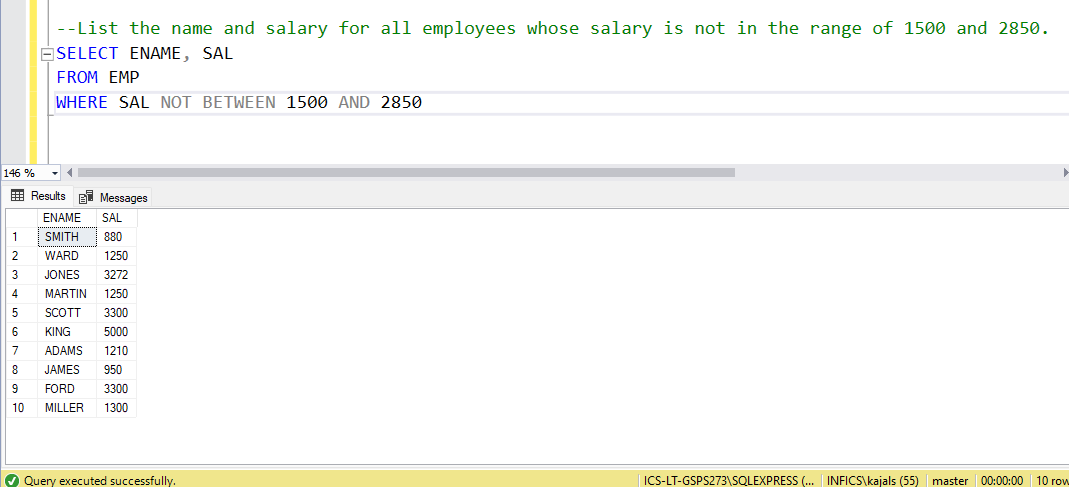 --List the name and salary for all employees whose salary is not in the range of 1500 and 2850.
SELECT ENAME, SAL
FROM EMP
WHERE SAL NOT BETWEEN 1500 AND 2850
146 %
Results Messages
ENAME SAL
1 SMITH 880
2 WARD 1250
3 JONES 3272
4 MARTIN 1250
5 SCOTT 3300
6 KING 5000
7 ADAMS 1210
8 JAMES 950
9 FORD 3300
10 MILLER 1300
Query executed successfully. ICS-LT-GSPS273\SQLEXPRESS (... INFICS\kajals (55) master 00:00:00 10 row